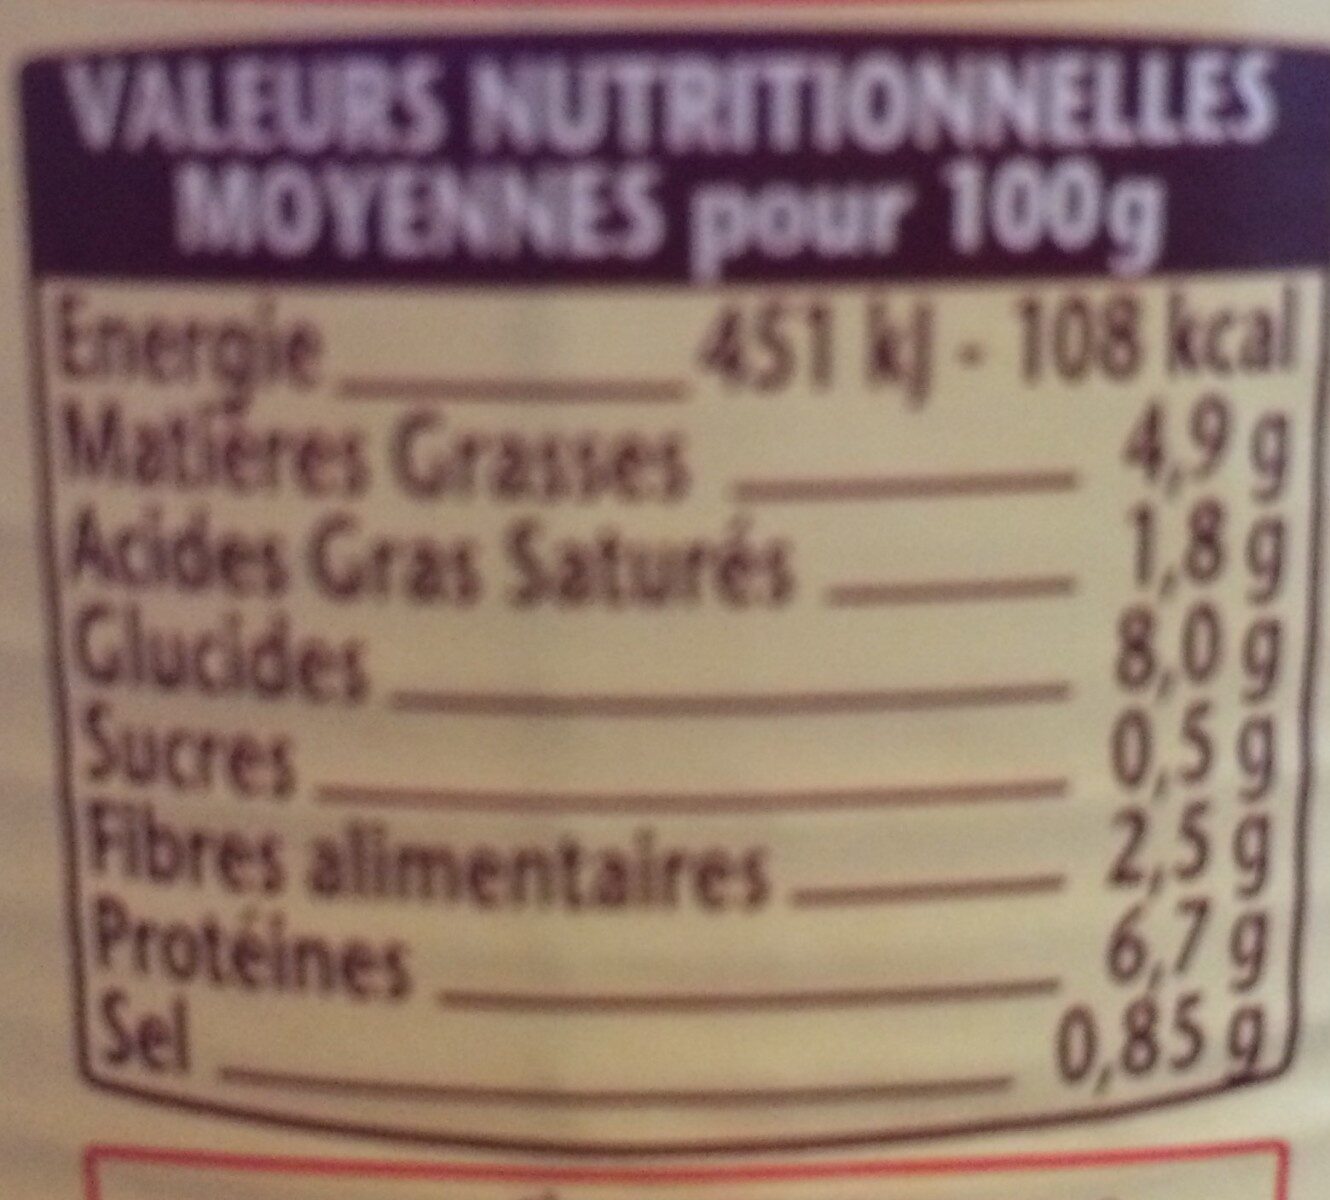 VALEURS NUTRITIONNELLES
MOYENNES pour 100g
Energie 451 kJ - 108 kcal
Matières Grasses 4,9 g
Acides Gras Saturés 1,8 g
Glucides 8,0 g
Sucres 0,5 g
Fibres alimentaires 2,5 g
Protéines 6,7 g
Sel 0,85 g